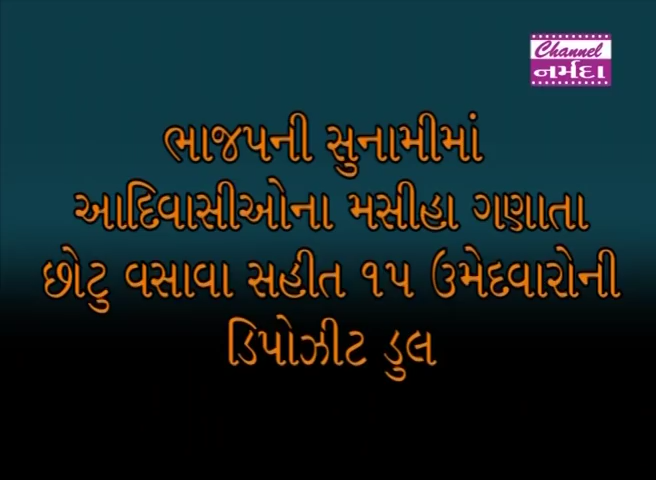 Channel
નર્મદા
ભાજપની સુનામીમાં
આદિવાસીઓના મસીહા ગણાતા
છોટુ વસાવા સહીત ૧૫ ઉમેદવારોની
ડિપોઝીટ ડુલ